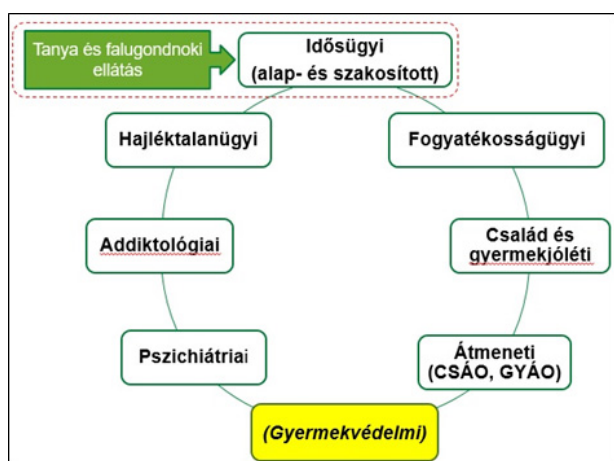 Tanya és falugondnoki
ellátás
Idősügyi
(alap- és szakosított)
Hajléktalanügyi
Fogyatékosságügyi
Addiktológiai
Család és
gyermekjóléti
Pszichiátriai
Átmeneti
(CSÁO, GYÁO)
(Gyermekvédelmi)